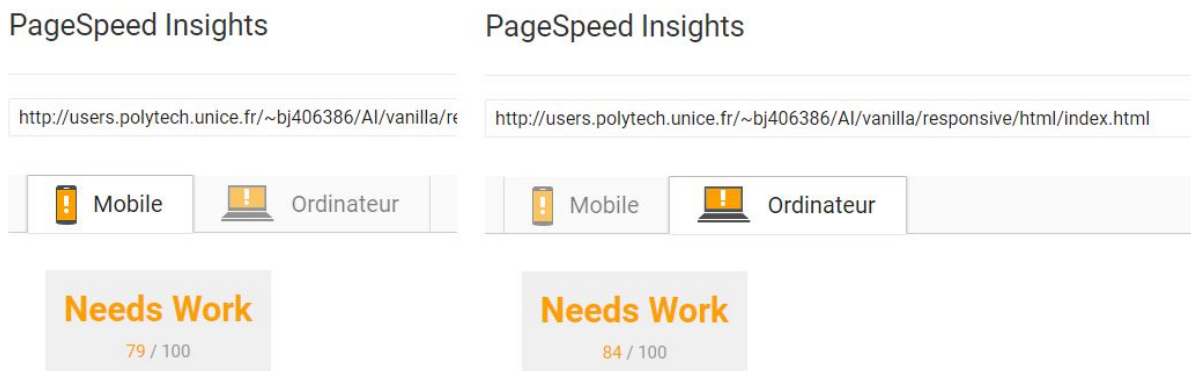 PageSpeed Insights
http://users.polytech.unice.fr/~bj406386/AI/vanilla/re
Mobile
Ordinateur
Needs Work
79 / 100
PageSpeed Insights
http://users.polytech.unice.fr/~bj406386/AI/vanilla/responsive/html/index.html
Mobile
Ordinateur
Needs Work
84 / 100